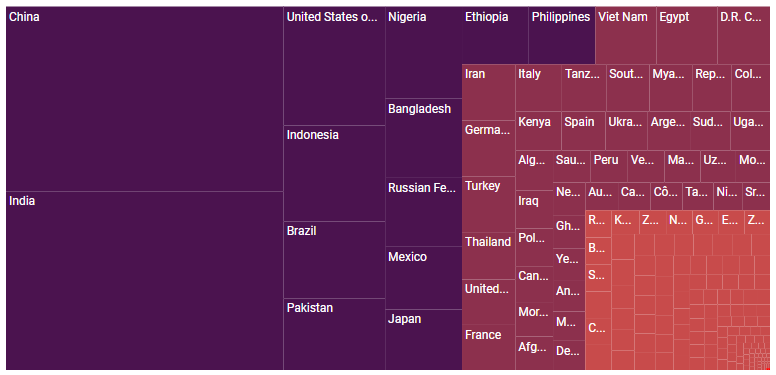 China
United States o...
Nigeria
Ethiopia
Philippines
Viet Nam
Egypt
D.R. C...
Iran
Italy
Tanz...
Sout...
Mya...
Rep...
Col...
Bangladesh
Germa...
Kenya
Spain
Ukra...
Arge...
Sud...
Uga...
Indonesia
Alg...
Sau...
Peru
Ve...
Ma...
Uz...
Mo...
Russian Fe...
Turkey
Iraq
Ne...
Au...
Ca...
Cô...
Ta...
Ni...
Sr...
India
Brazil
Mexico
Thailand
Pol...
Gh...
R...
K...
Z...
N...
G...
E...
Z...
B...
Ye...
Can...
S...
Pakistan
Japan
United...
An...
Mor...
M...
C...
France
Afg...
De...